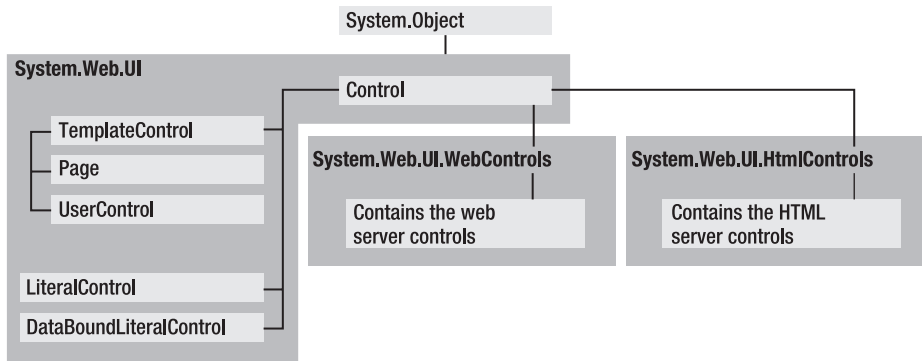 System.Object
System.Web.UI
Control
TemplateControl
Page
UserControl
LiteralControl
DataBoundLiteralControl
System.Web.UI.WebControls
Contains the web
server controls
System.Web.UI.HtmlControls
Contains the HTML
server controls